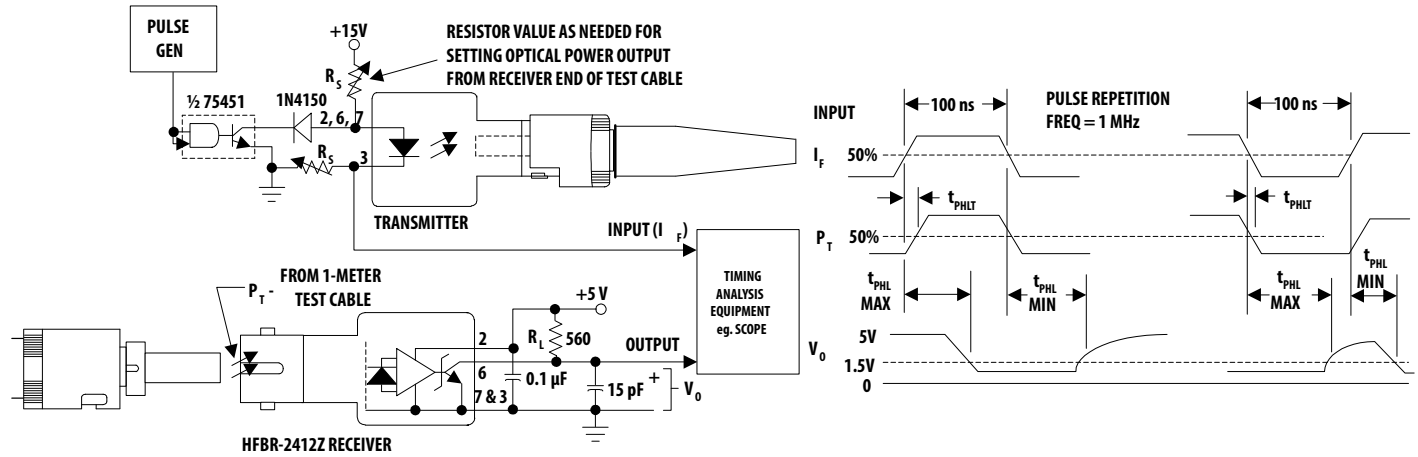 PULSE
GEN
+15V
RESISTOR VALUE AS NEEDED FOR
SETTING OPTICAL POWER OUTPUT
FROM RECEIVER END OF TEST CABLE
R S
½ 75451
1N4150
2, 6, 7
R S
3
TRANSMITTER
INPUT (I F)
TIMING
ANALYSIS
EQUIPMENT
eg. SCOPE
P T -
FROM 1-METER
TEST CABLE
+5 V
2
R L
560
OUTPUT
6
0.1 µF
7 & 3
15 pF
+
V 0
HFBR-2412Z RECEIVER
INPUT
100 ns
PULSE REPETITION
FREQ = 1 MHz
100 ns
I F
50%
t PHLT
t PHLT
P T
50%
t PHL
MAX
t PHL
MIN
t PHL
MAX
t PHL
MIN
5V
V 0
1.5V
0